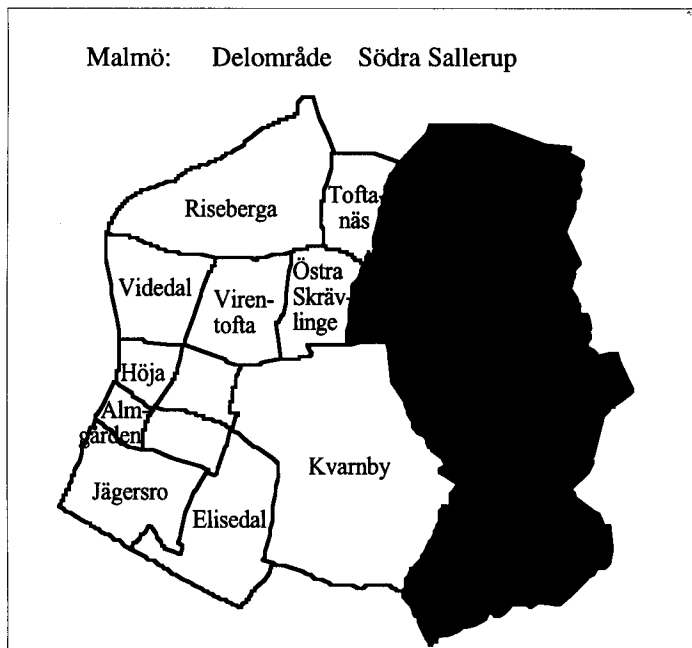 Malmö: Delområde Södra Sallerup
Riseberga
Tofta-
näs
Videdal
Viren-
tofta
Östra
Skräv-
linge
Höja
Alm-
gården
Jägersro
Elisedal
Kvarnby